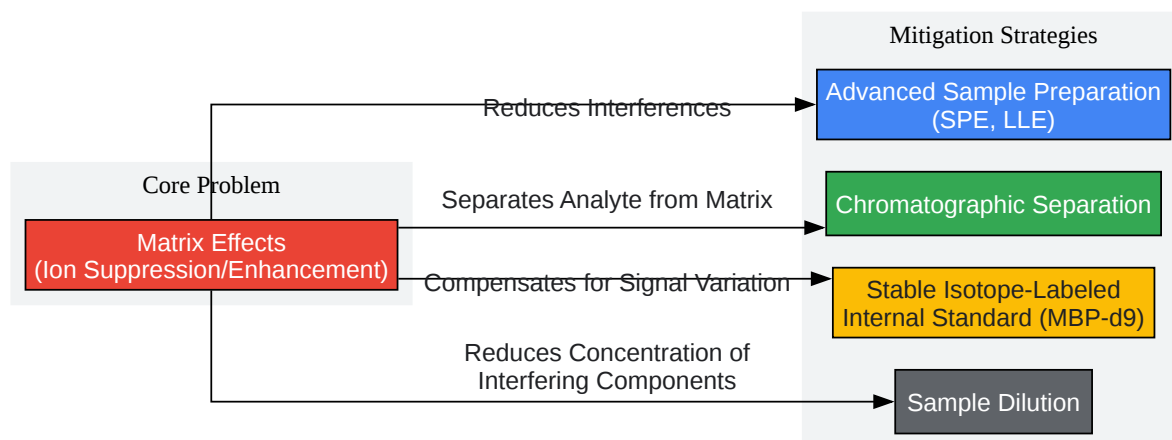 Mitigation Strategies
Reduces Interferences
Advanced Sample Preparation
(SPE, LLE)
Core Problem
Matrix Effects
(Ion Suppression/Enhancement)
Separates Analyte from Matrix
Chromatographic Separation
Compensates for Signal Variation
Stable Isotope-Labeled
Internal Standard (MBP-d9)
Reduces Concentration of
Interfering Components
Sample Dilution